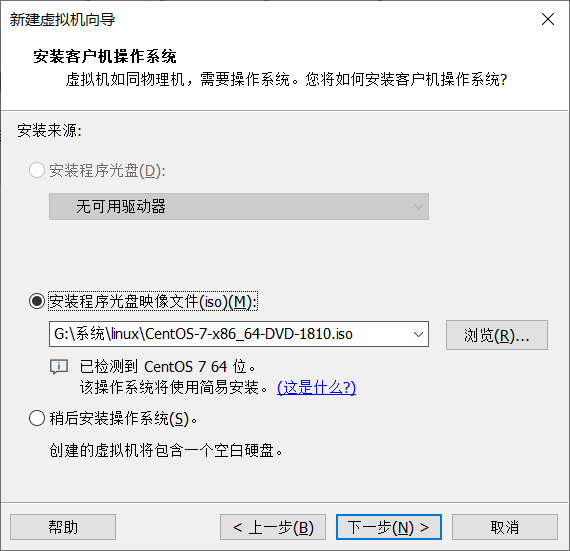 新建虚拟机向导
安装客户机操作系统
虚拟机如同物理机，需要操作系统。您将如何安装客户机操作系统?
安装来源:
安装程序光盘(D):
无可用驱动器
安装程序光盘映像文件(iso)(M):
G:\系统\linux\CentOS-7-x86_64-DVD-1810.iso
浏览(R)...
已检测到 CentOS 7 64 位。
该操作系统将使用简易安装。 (这是什么?)
稍后安装操作系统(S)。
创建的虚拟机将包含一个空白硬盘。
帮助
< 上一步(B)
下一步(N) >
取消